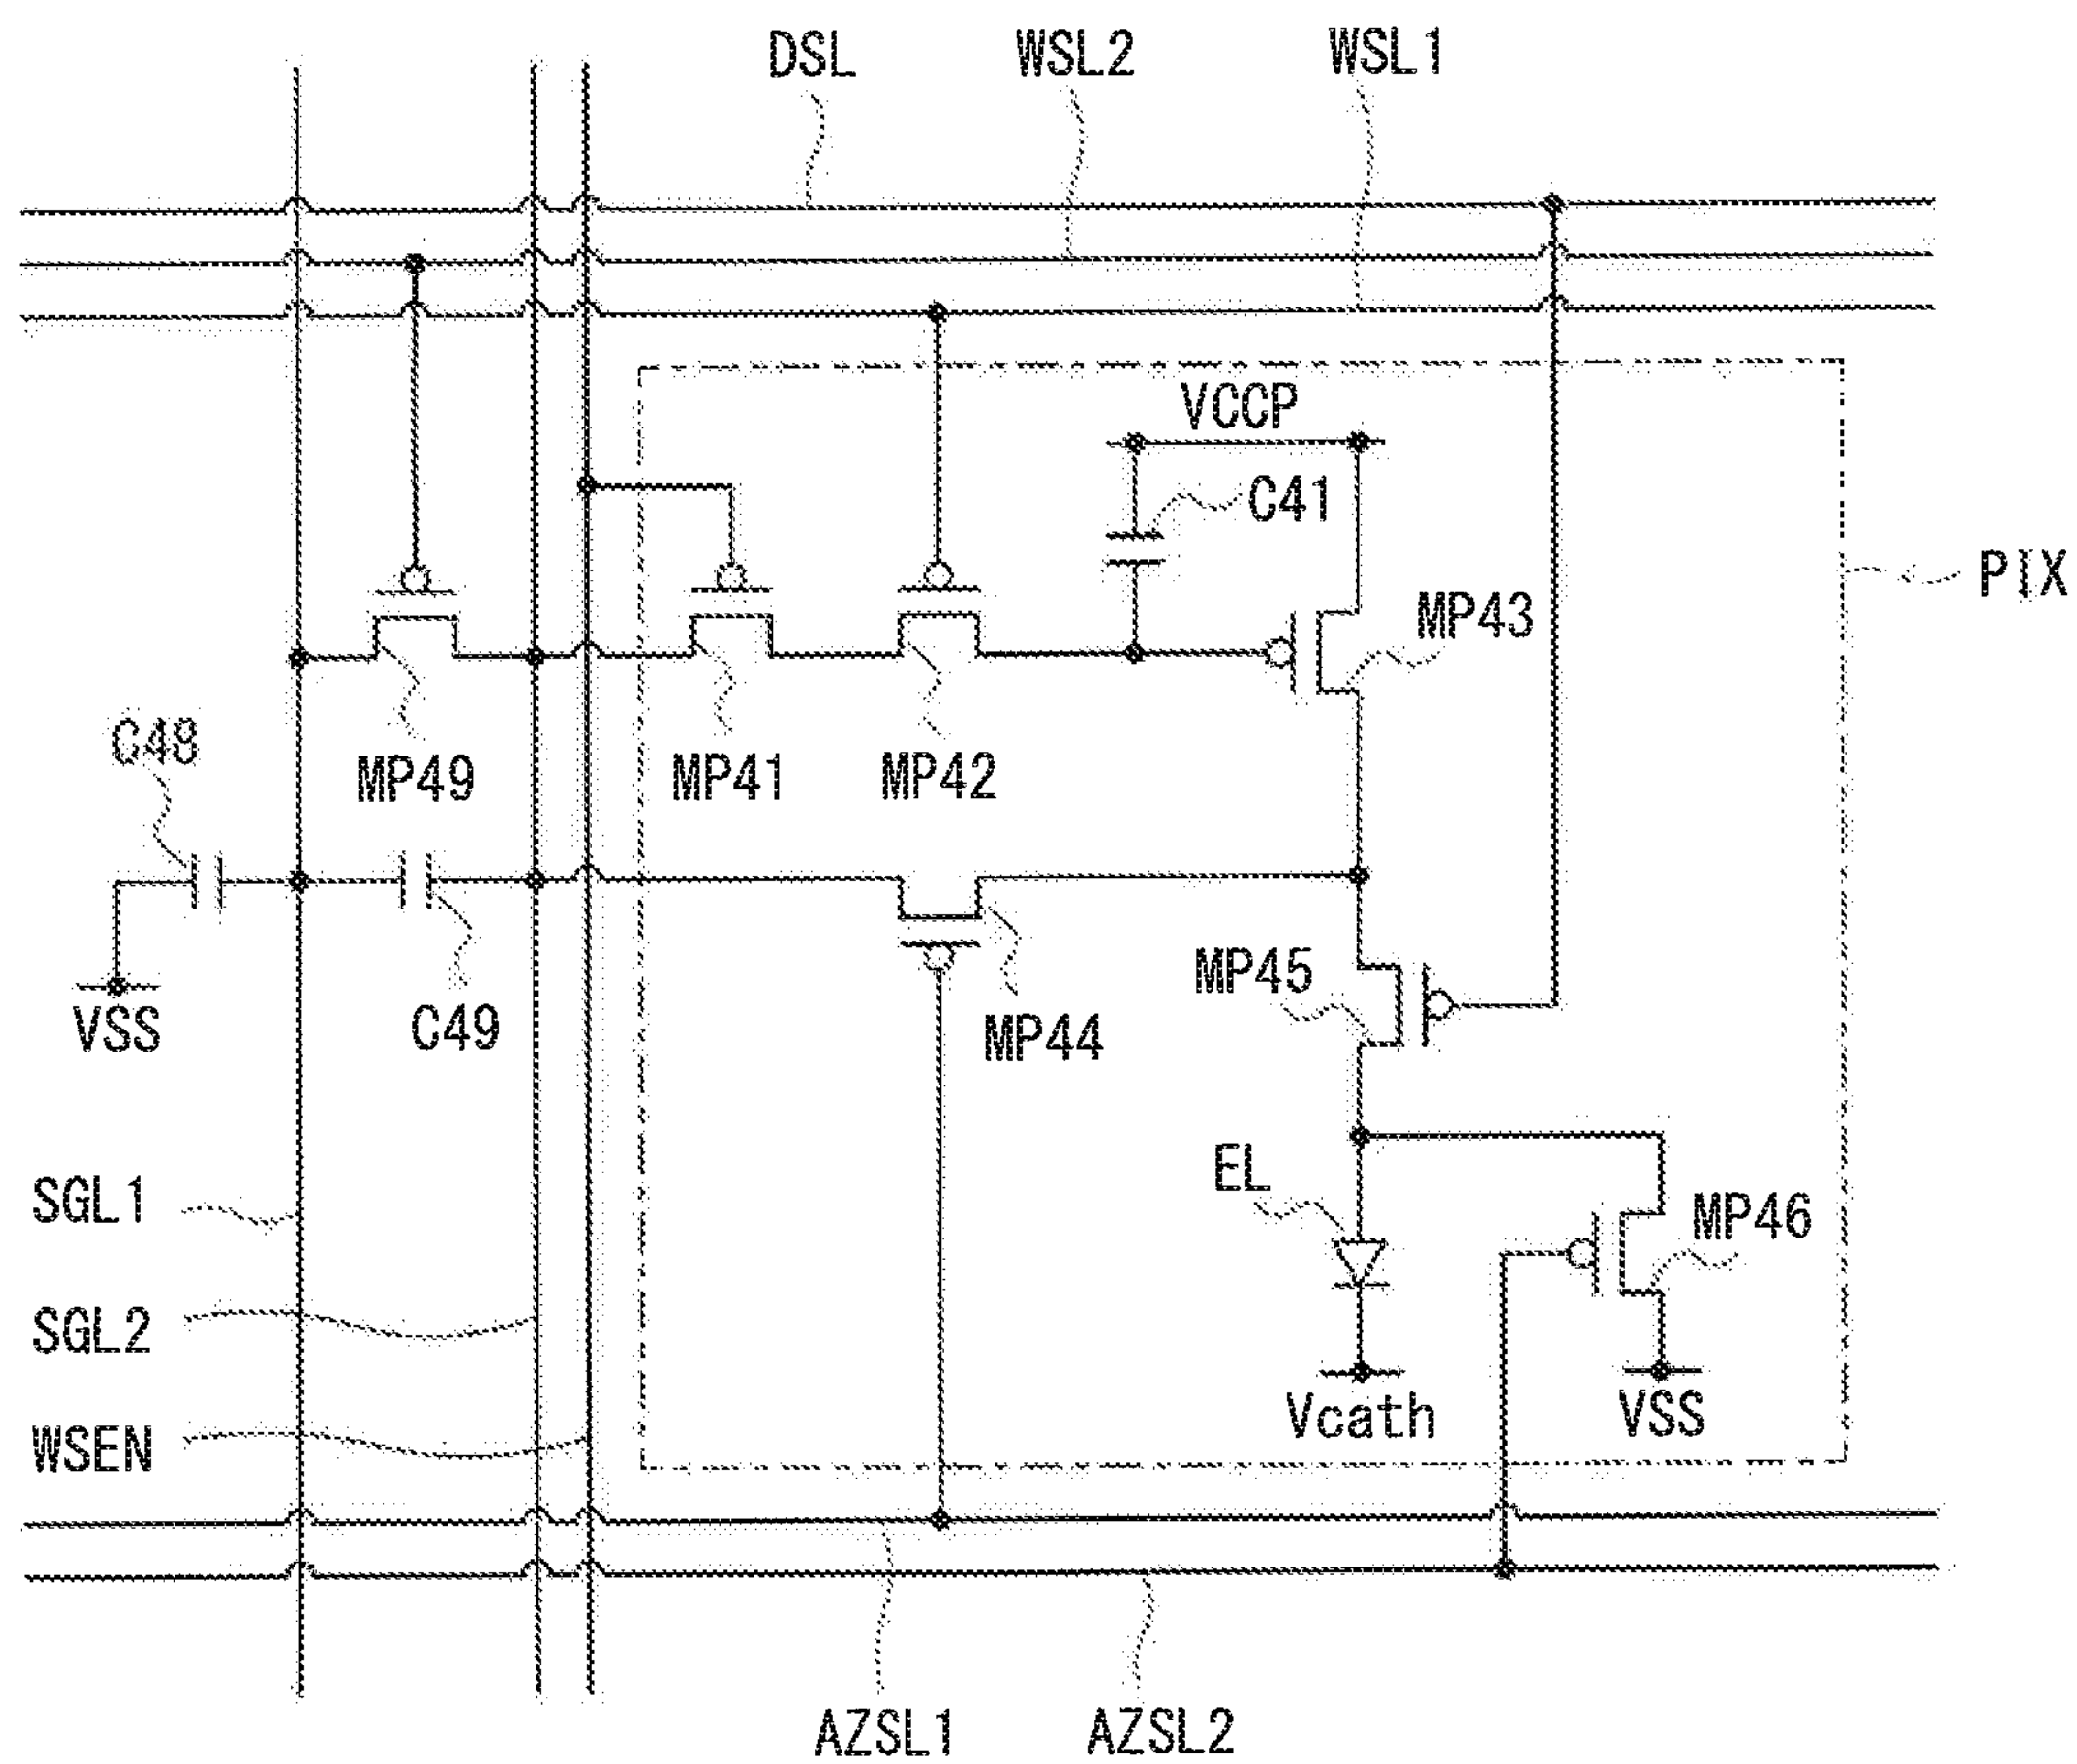 DSL
WSL2
WSL1
VCCP
C41
PIX
MP43
C48
MP49
MP41
MP42
MP45
VSS
C49
MP44
EL
SGL1
MP46
SGL2
Vcath
VSS
WSEN
AZSL1
AZSL2